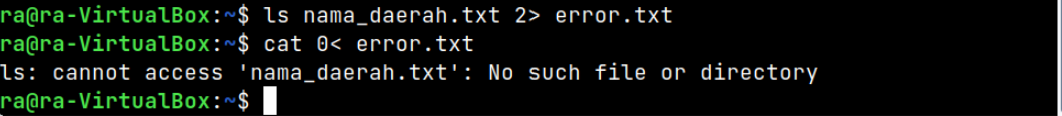 ra@ra-VirtualBox:~$ ls nama_daerah.txt 2> error.txt
ra@ra-VirtualBox:~$ cat 0< error.txt
ls: cannot access 'nama_daerah.txt': No such file or directory
ra@ra-VirtualBox:~$